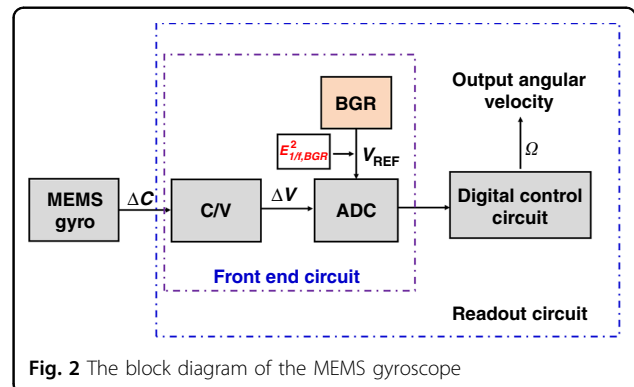 Output angular
velocity
BGR
E²1/f,BGR
VREF
Ω
MEMS
gyro
ΔC
C/V
ΔV
ADC
Digital control
circuit
Front end circuit
Readout circuit
Fig. 2 The block diagram of the MEMS gyroscope